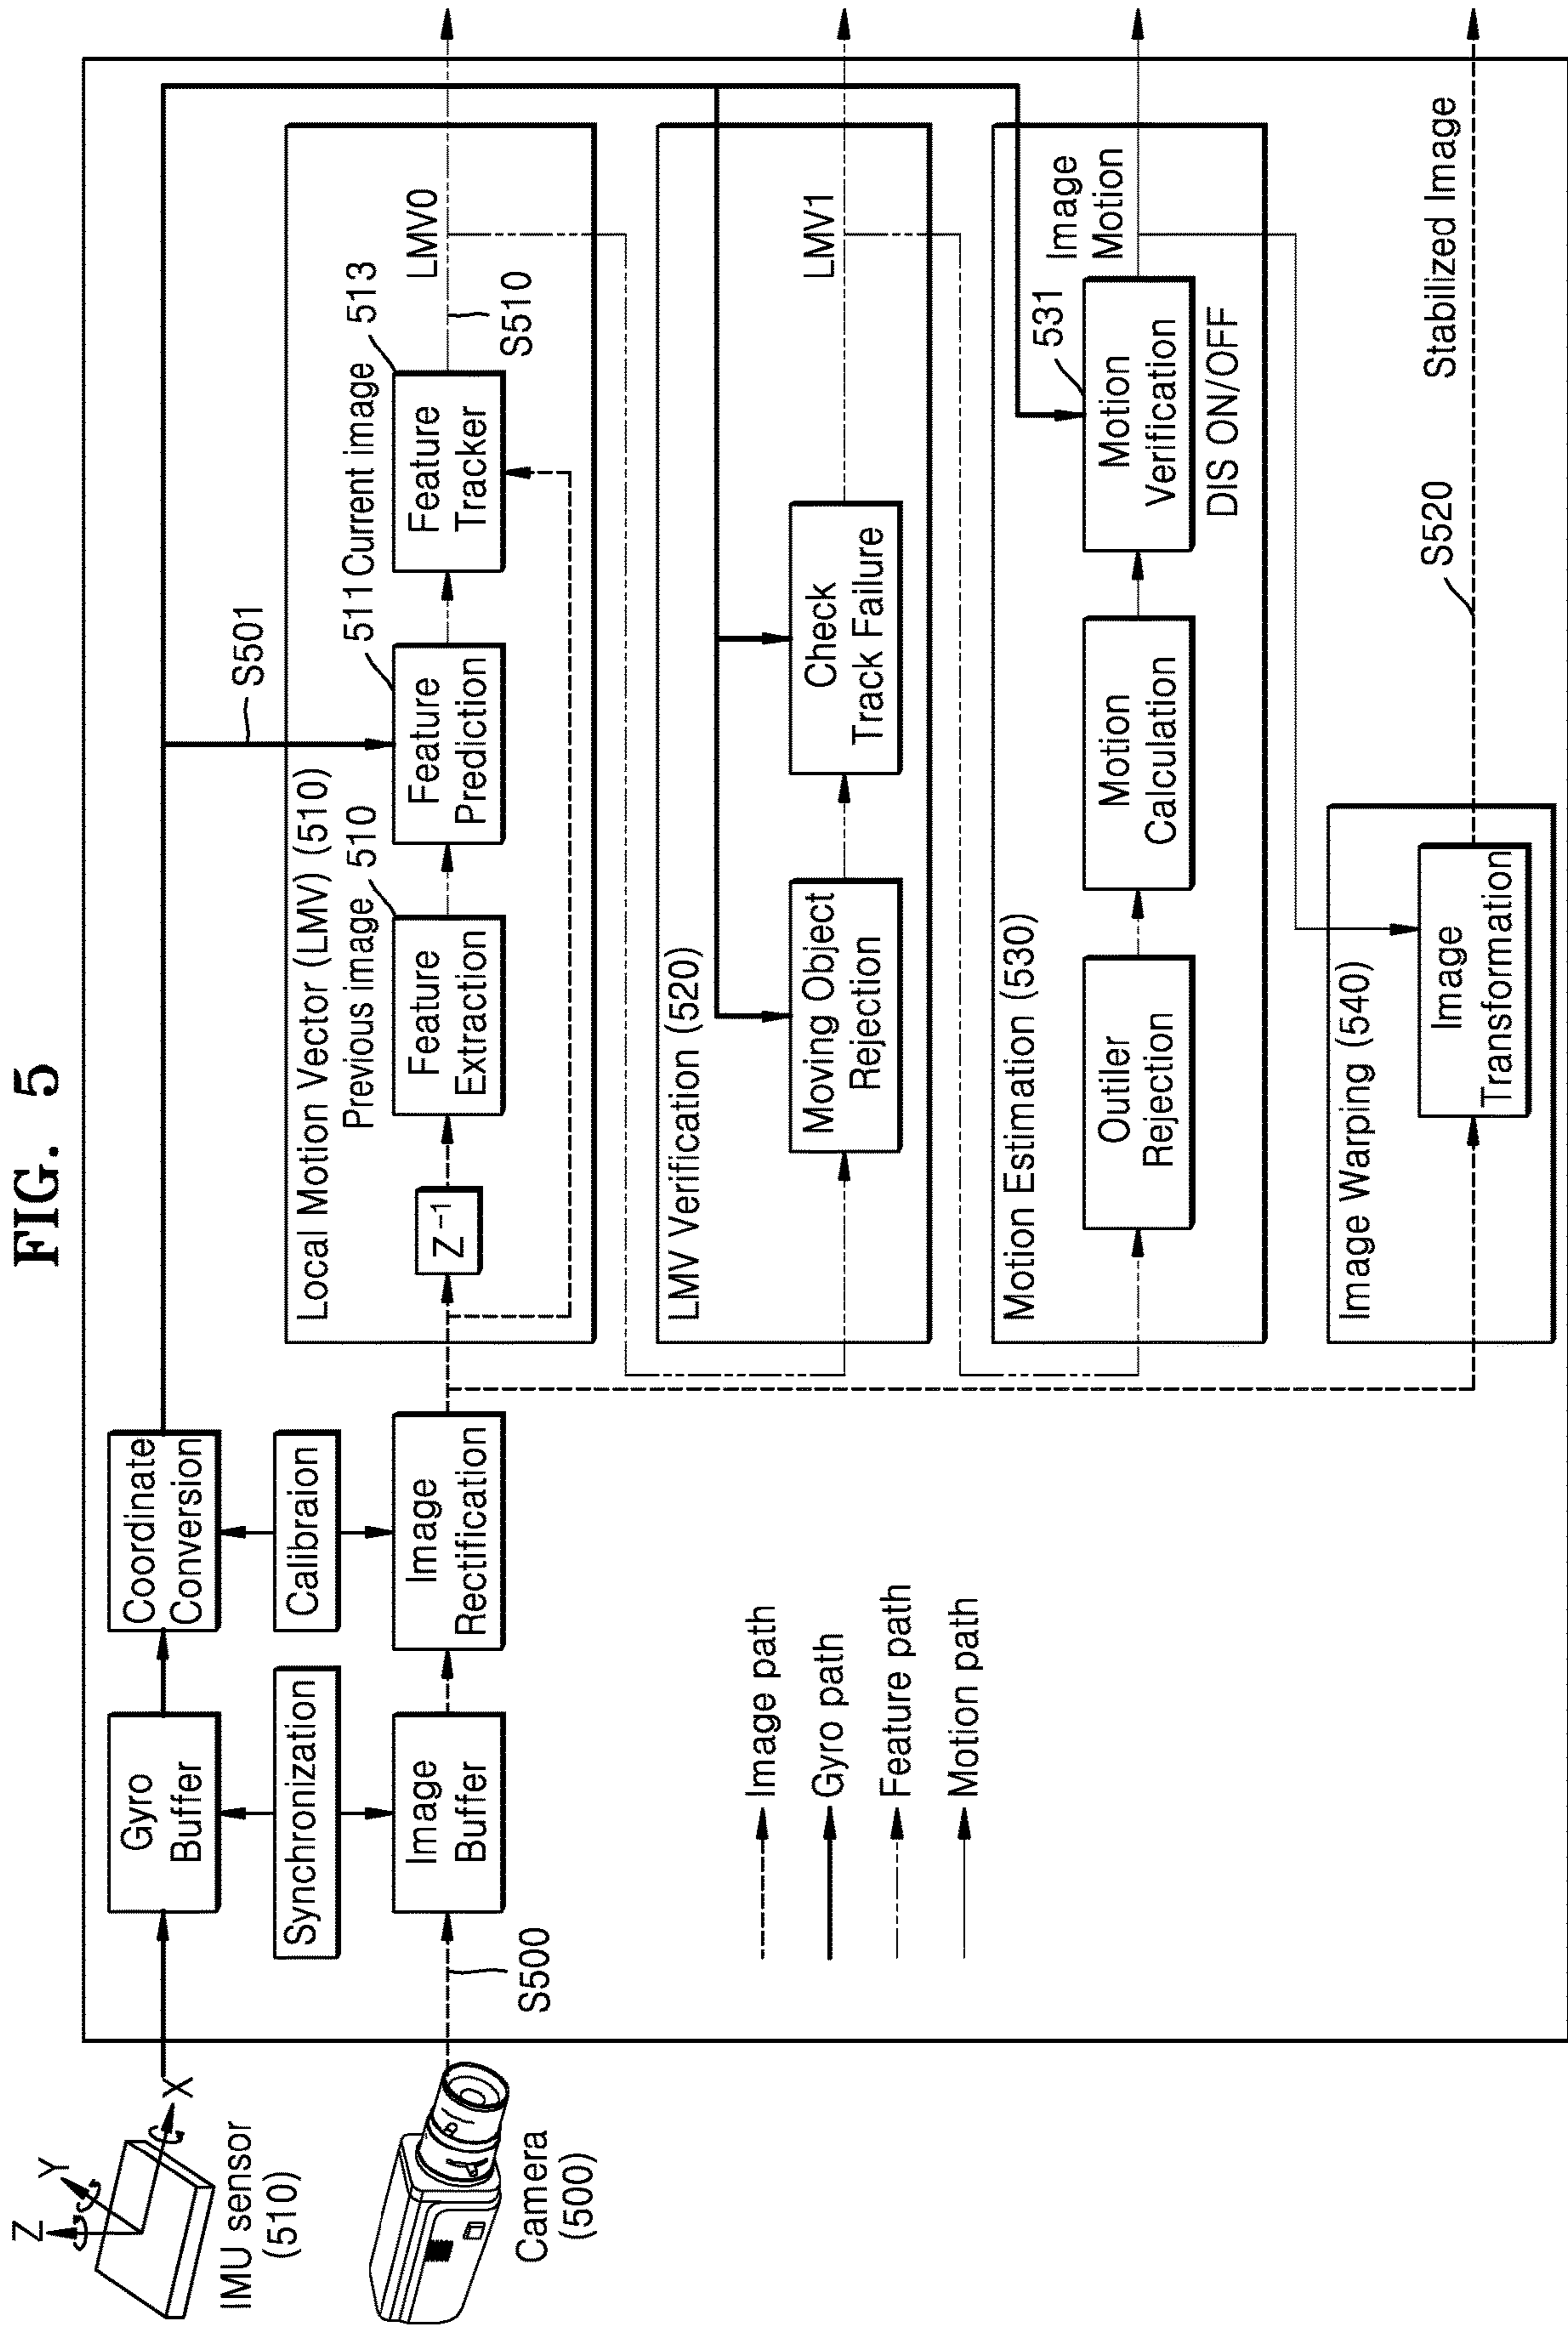 FIG. 5
Z
Y
X
IMU sensor
(510)
Camera
(500)
S500
Gyro
Buffer
Synchronization
Image
Buffer
Coordinate
Conversion
Calibraion
Image
Rectification
S501
Local Motion Vector (LMV) (510)
Previous image
510
511
Current image
513
Z-1
Feature
Extraction
Feature
Prediction
Feature
Tracker
LMV0
S510
LMV Verification (520)
Moving Object
Rejection
Check
Track Failure
LMV1
Motion Estimation (530)
Outiler
Rejection
Motion
Calculation
531
Motion
Verification
DIS ON/OFF
Image
Motion
Image Warping (540)
Image
Transformation
S520
Stabilized Image
Image path
Gyro path
Feature path
Motion path